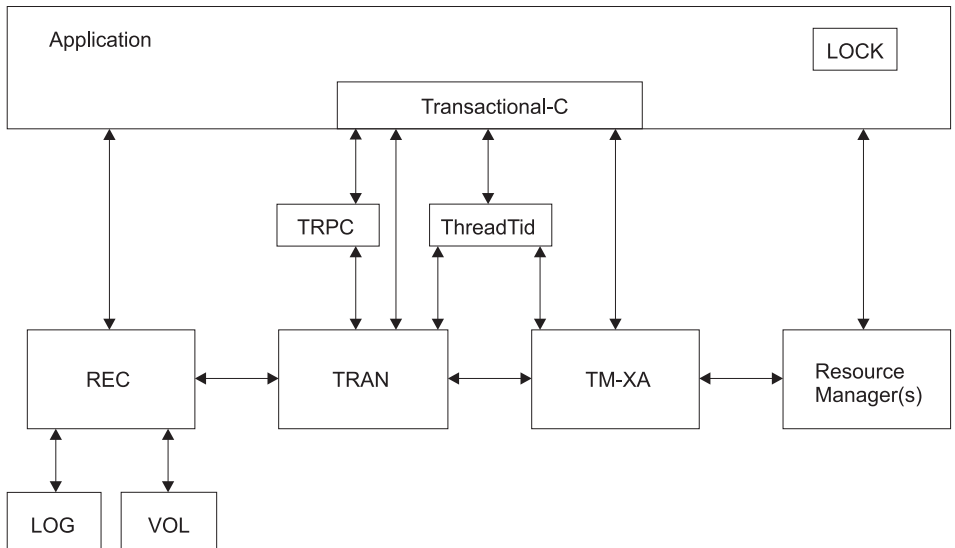 Application
LOCK
Transactional-C
TRPC
ThreadTid
REC
TRAN
TM-XA
Resource
Manager(s)
LOG
VOL